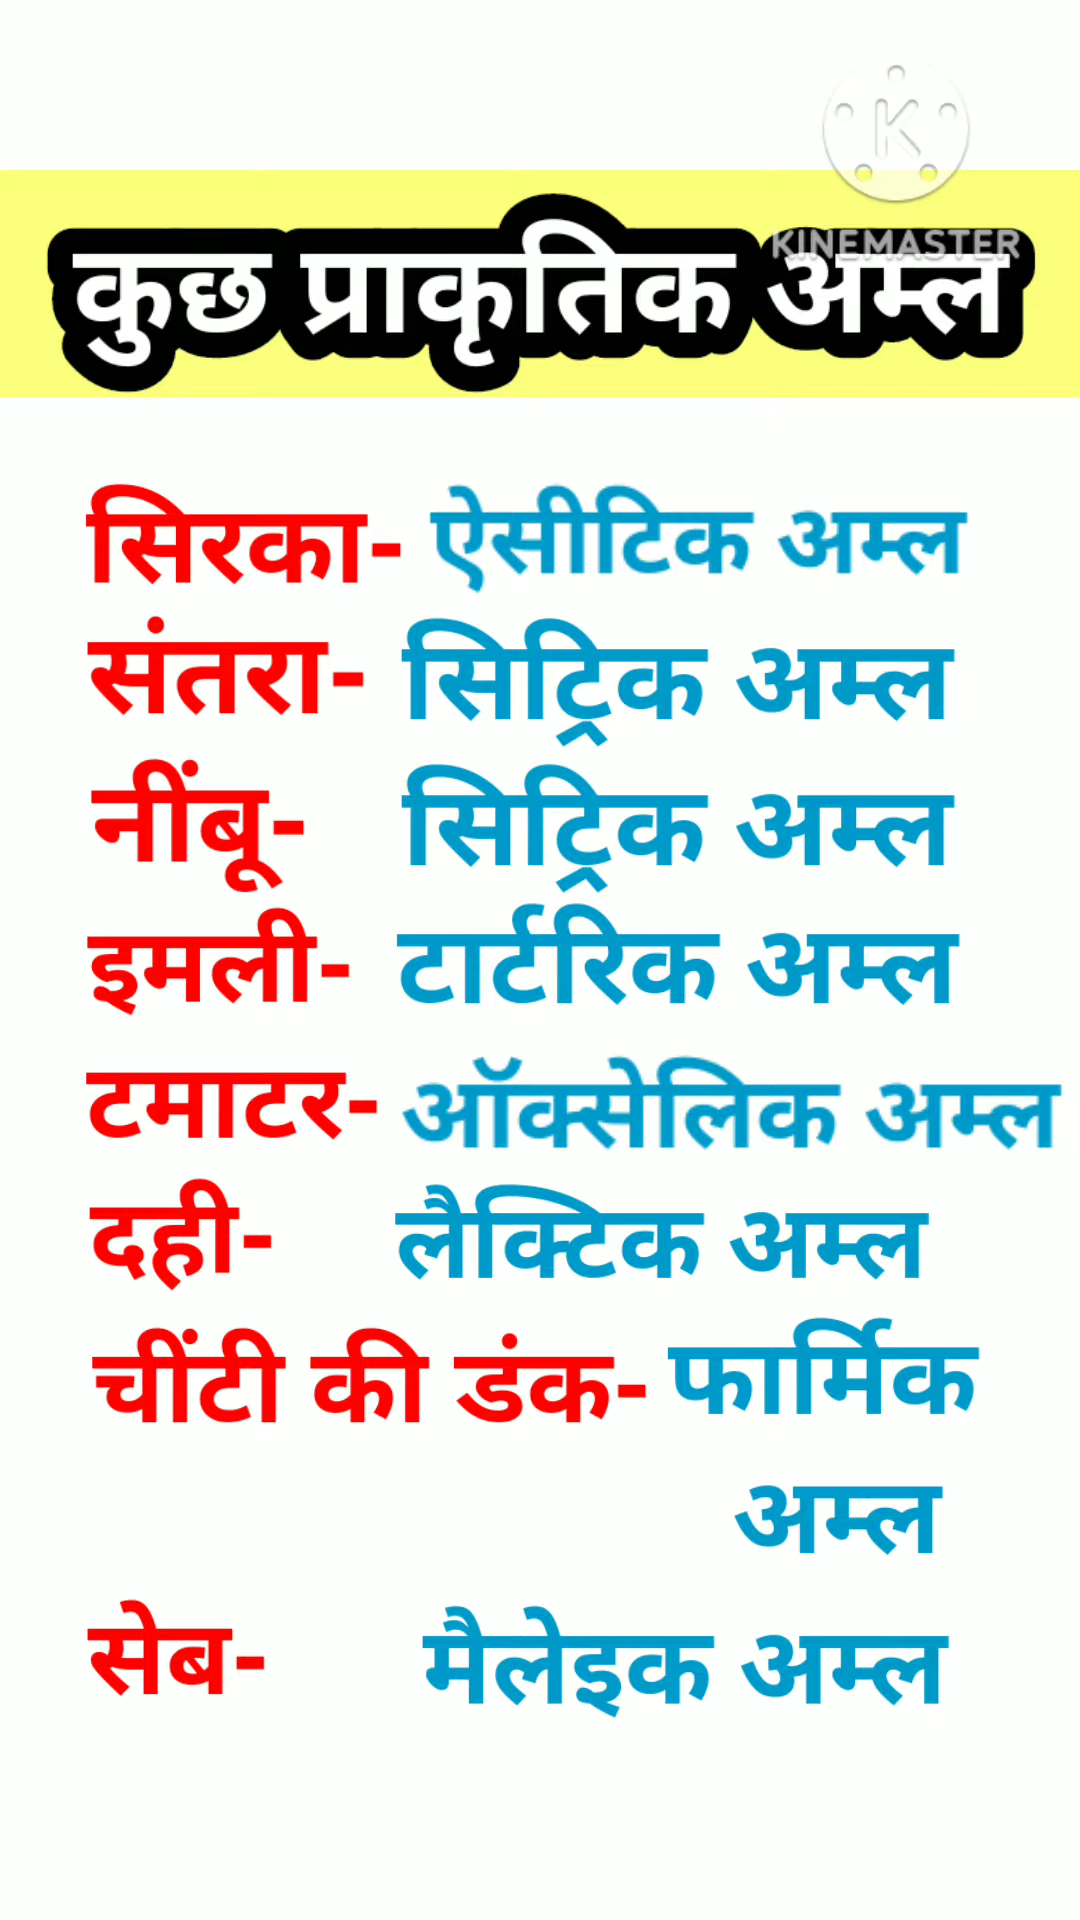 KINEMASTER
कुछ प्राकृतिक अम्ल
सिरका- ऐसीटिक अम्ल
संतरा- सिट्रिक अम्ल
नींबू- सिट्रिक अम्ल
इमली- टार्टरिक अम्ल
टमाटर- ऑक्सेलिक अम्ल
दही- लैक्टिक अम्ल
चींटी की डंक- फार्मिक
अम्ल
सेब- मैलेइक अम्ल